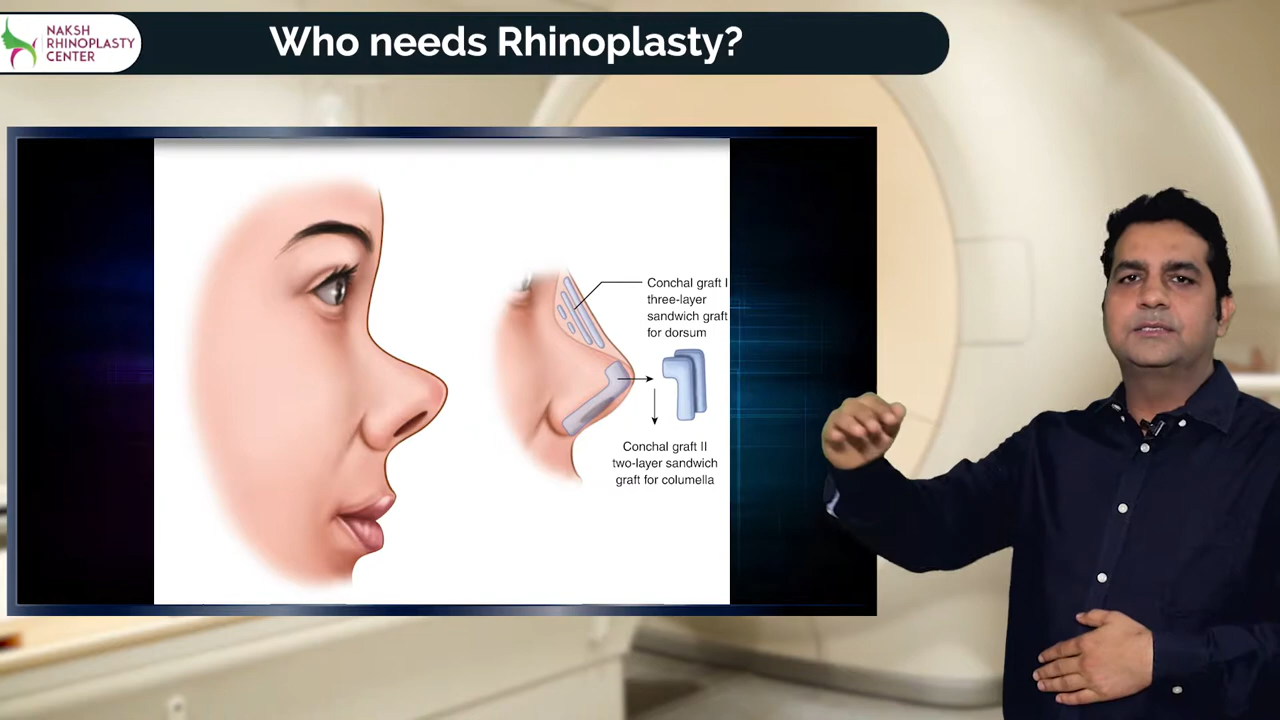 NAKSH
RHINOPLASTY
CENTER
Who needs Rhinoplasty?
Conchal graft I
three-layer
sandwich graft
for dorsum
Conchal graft II
two-layer sandwich
graft for columella